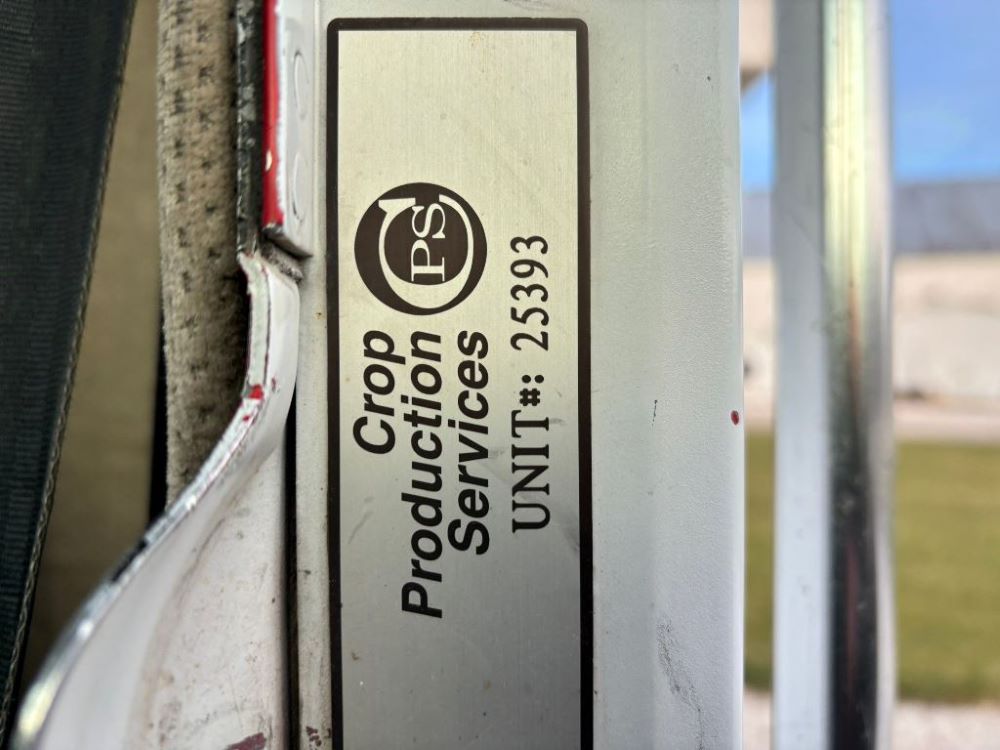 CPS
Crop
Production
Services
UNIT#: 25393